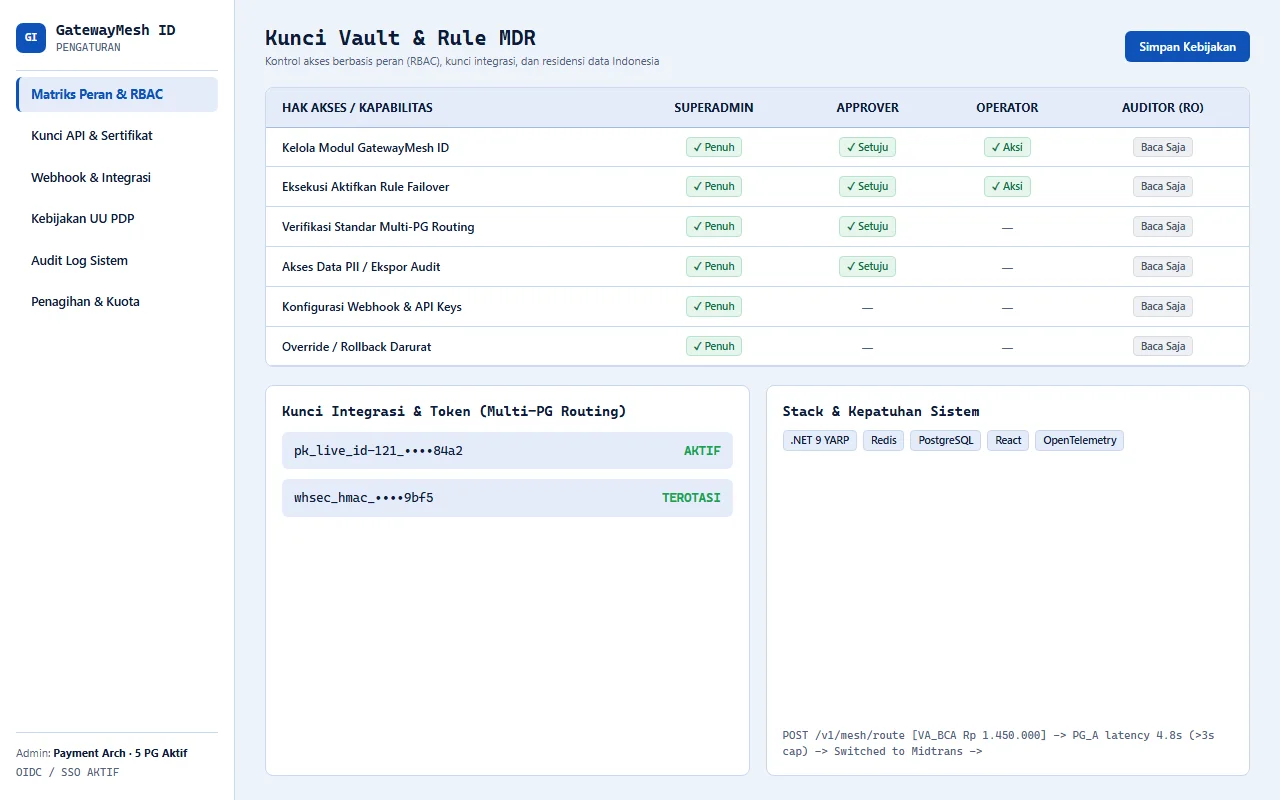 GI
GatewayMesh ID
PENGATURAN
Matriks Peran & RBAC
Kunci API & Sertifikat
Webhook & Integrasi
Kebijakan UU PDP
Audit Log Sistem
Penagihan & Kuota
Admin: Payment Arch · 5 PG Aktif
OIDC / SSO AKTIF
Kunci Vault & Rule MDR
Kontrol akses berbasis peran (RBAC), kunci integrasi, dan residensi data Indonesia
Simpan Kebijakan
HAK AKSES / KAPABILITAS SUPERADMIN APPROVER OPERATOR AUDITOR (RO)
Kelola Modul GatewayMesh ID ✓ Penuh ✓ Setuju ✓ Aksi Baca Saja
Eksekusi Aktifkan Rule Failover ✓ Penuh ✓ Setuju ✓ Aksi Baca Saja
Verifikasi Standar Multi-PG Routing ✓ Penuh ✓ Setuju — Baca Saja
Akses Data PII / Ekspor Audit ✓ Penuh ✓ Setuju — Baca Saja
Konfigurasi Webhook & API Keys ✓ Penuh — — Baca Saja
Override / Rollback Darurat ✓ Penuh — — Baca Saja
Kunci Integrasi & Token (Multi-PG Routing)
pk_live_id-121_••••84a2 AKTIF
whsec_hmac_••••9bf5 TEROTASI
Stack & Kepatuhan Sistem
.NET 9 YARP Redis PostgreSQL React OpenTelemetry
POST /v1/mesh/route [VA_BCA Rp 1.450.000] -> PG_A latency 4.8s (>3s
cap) -> Switched to Midtrans ->